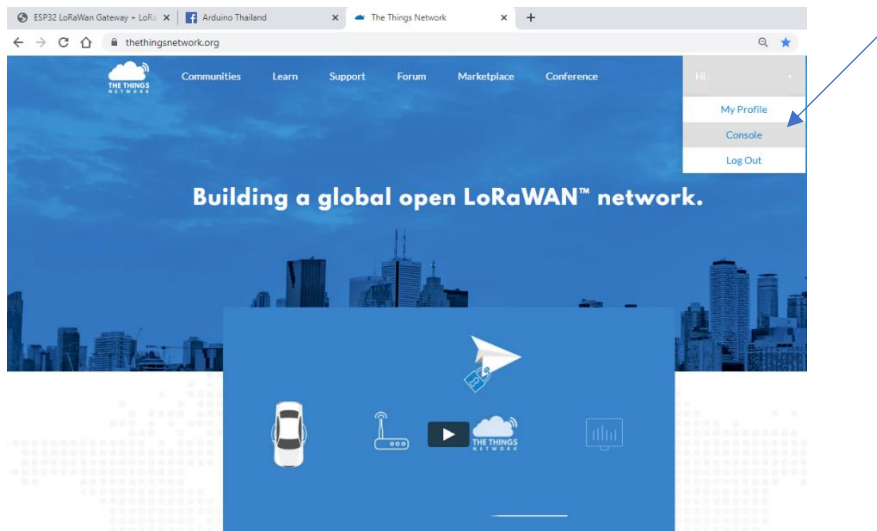 ESP32 LoRaWan Gateway + LoRa
Arduino Thailand
The Things Network
thethingsnetwork.org
THE THINGS
NETWORK
Communities
Learn
Support
Forum
Marketplace
Conference
Hi
My Profile
Console
Log Out
Building a global open LoRaWAN™ network.
THE THINGS
NETWORK